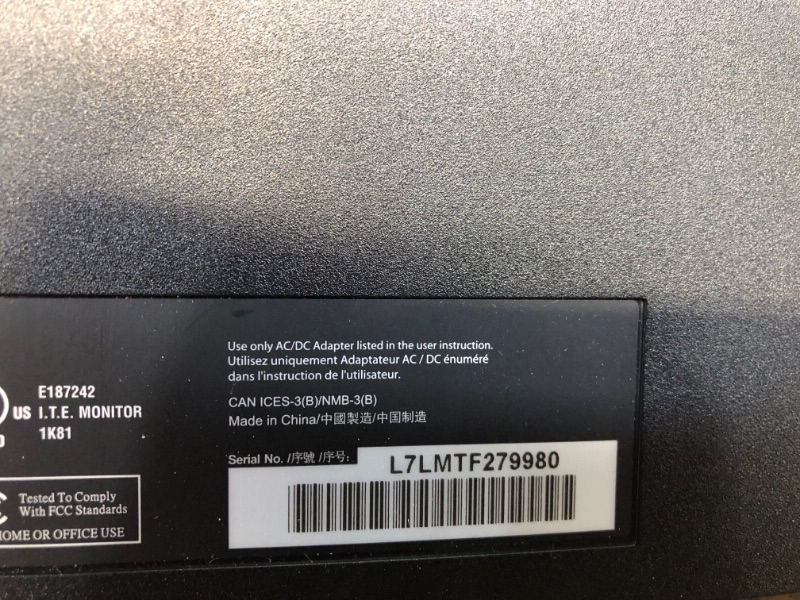 Use only AC/DC Adapter listed in the user instruction.
Utilisez uniquement Adaptateur AC / DC énuméré
dans l'instruction de l'utilisateur.
CAN ICES-3(B)/NMB-3(B)
Made in China/中國製造/中国制造
E187242
US I.T.E. MONITOR
1K81
Serial No. /序號 /序号:
L7LMTF279980
Tested To Comply
With FCC Standards
HOME OR OFFICE USE